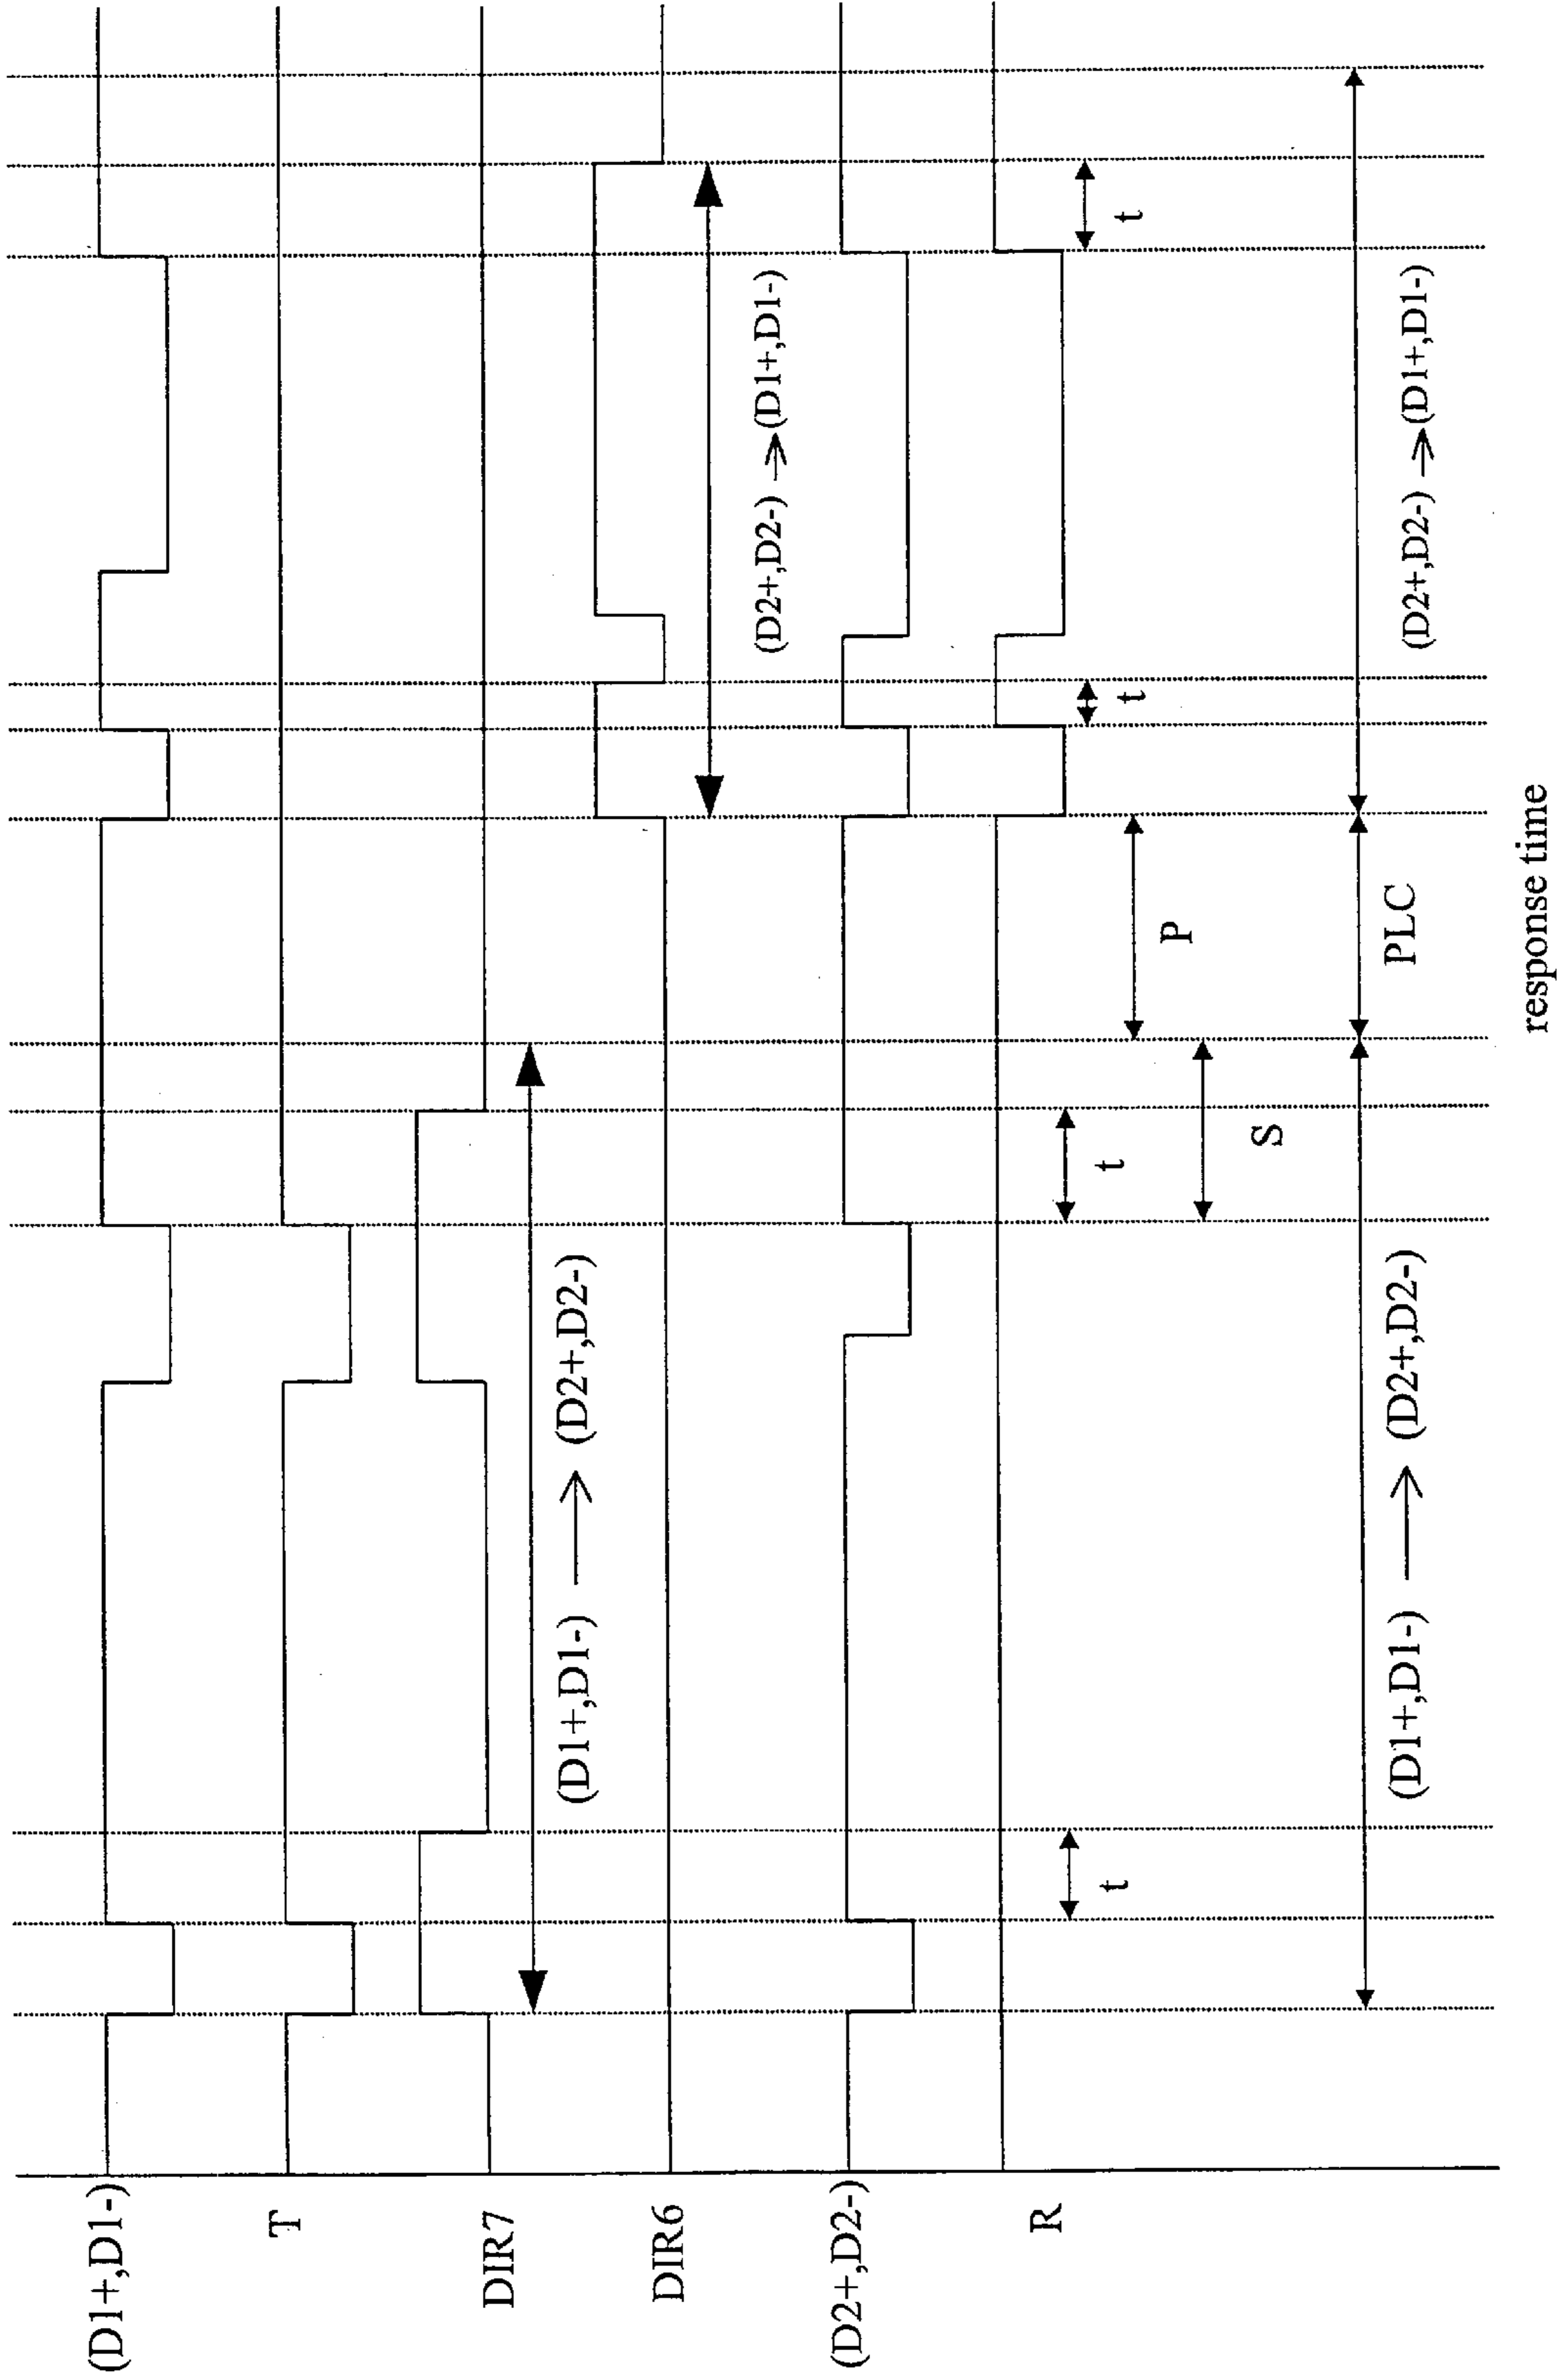 (D1+,D1-)
T
DIR7
(D1+,D1-) → (D2+,D2-)
DIR6
(D2+,D2-) → (D1+,D1-)
(D2+,D2-)
R
t
t
t
t
P
S
(D1+,D1-) → (D2+,D2-)
PLC
(D2+,D2-) → (D1+,D1-)
response time